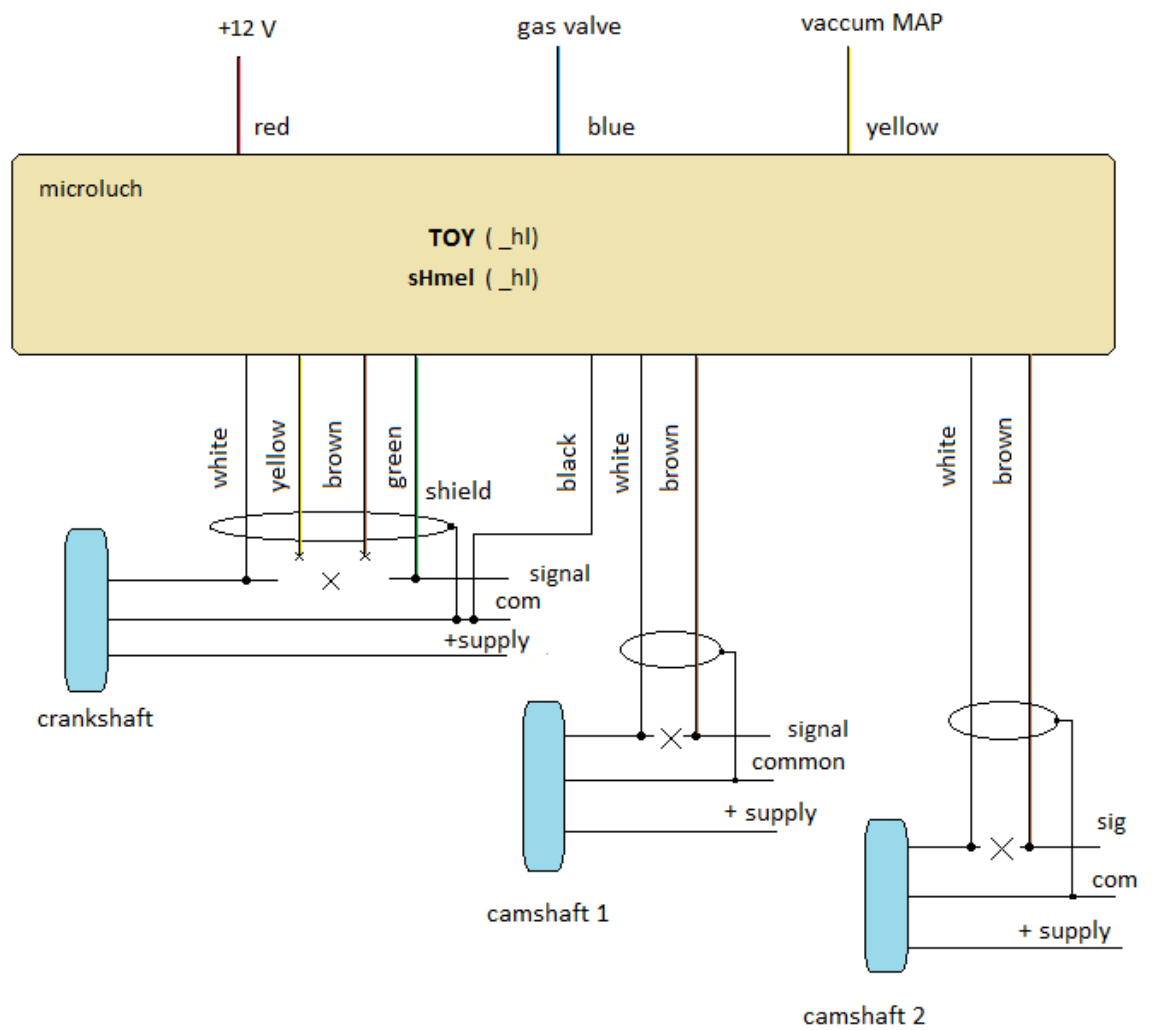 +12 V
gas valve
vaccum MAP
red
blue
yellow
microluch
TOY ( _hl)
sHmel ( _hl)
white
yellow
brown
green
black
white
brown
white
brown
shield
signal
com
+supply
crankshaft
signal
common
+ supply
camshaft 1
sig
com
+ supply
camshaft 2